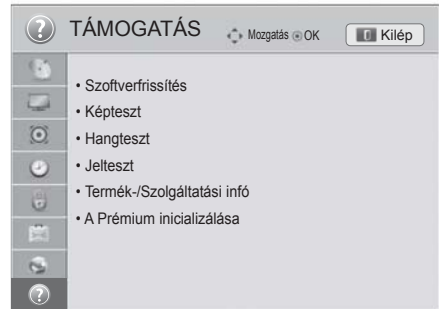 TÁMOGATÁS Mozgatás OK Kilép
• Szoftverfrissítés
• Képteszt
• Hangteszt
• Jelteszt
• Termék-/Szolgáltatási infó
• A Prémium inicializálása